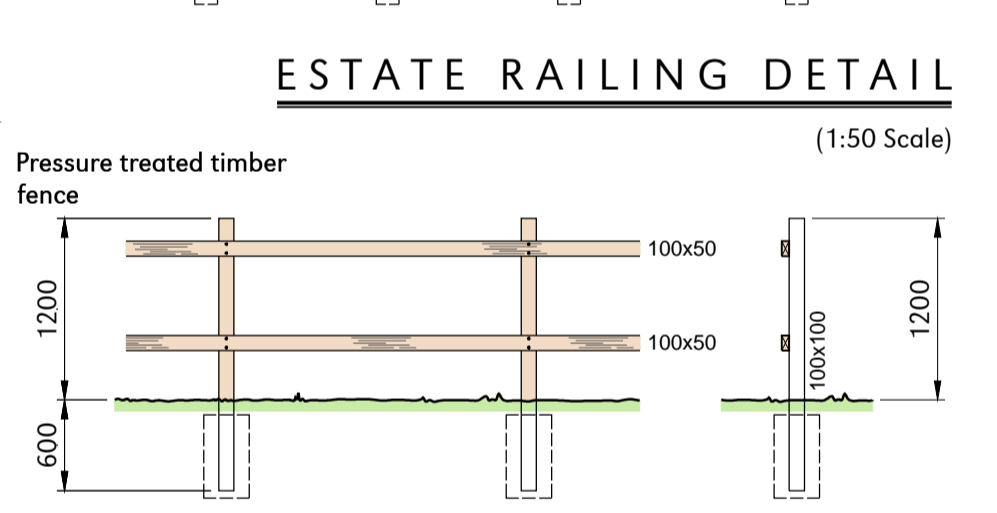 ESTATE RAILING DETAIL
(1:50 Scale)
Pressure treated timber
fence
1200
100x50
100x50
600
100x100
1200